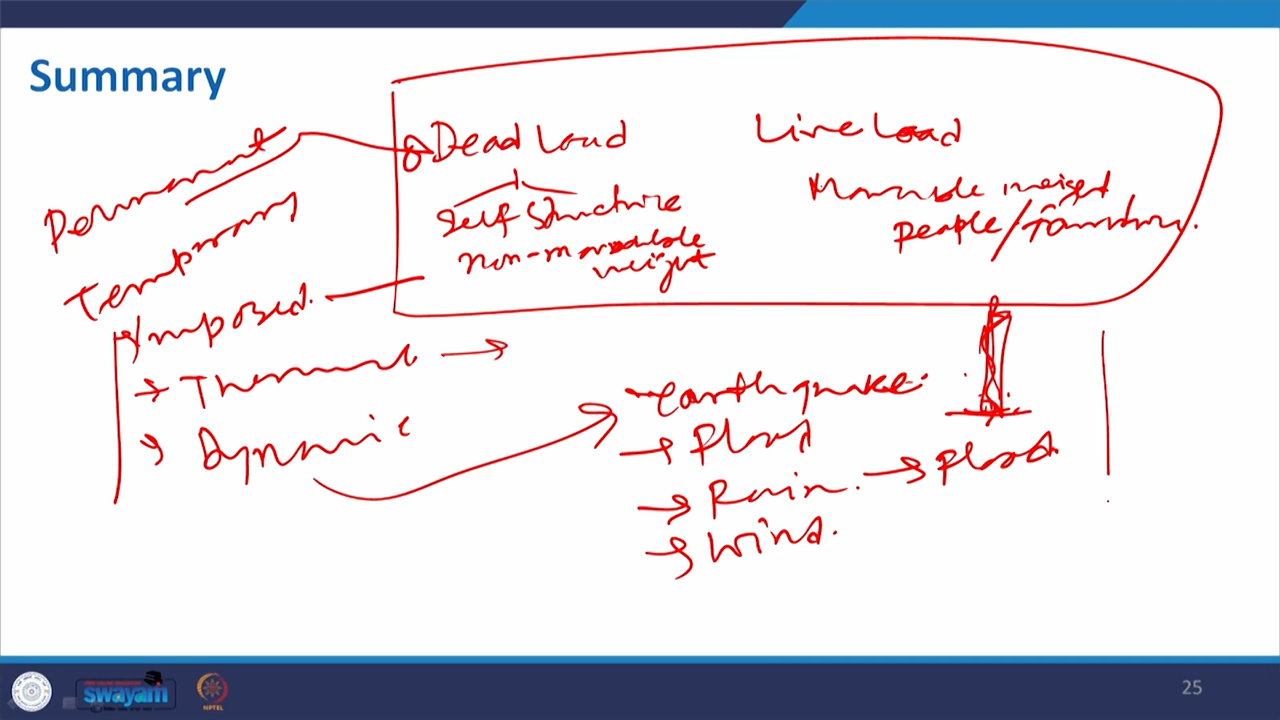 Summary
Permanent
Temporary
Imposed.
→ Thermal →
→ Dynamic
Dead Load
Self structure
non-movable
weight
Live Load
Movable weight
people/furniture.
Earthquake
→ Flood
→ Rain. → Flood
→ Wind.
swayam
NPTEL
25